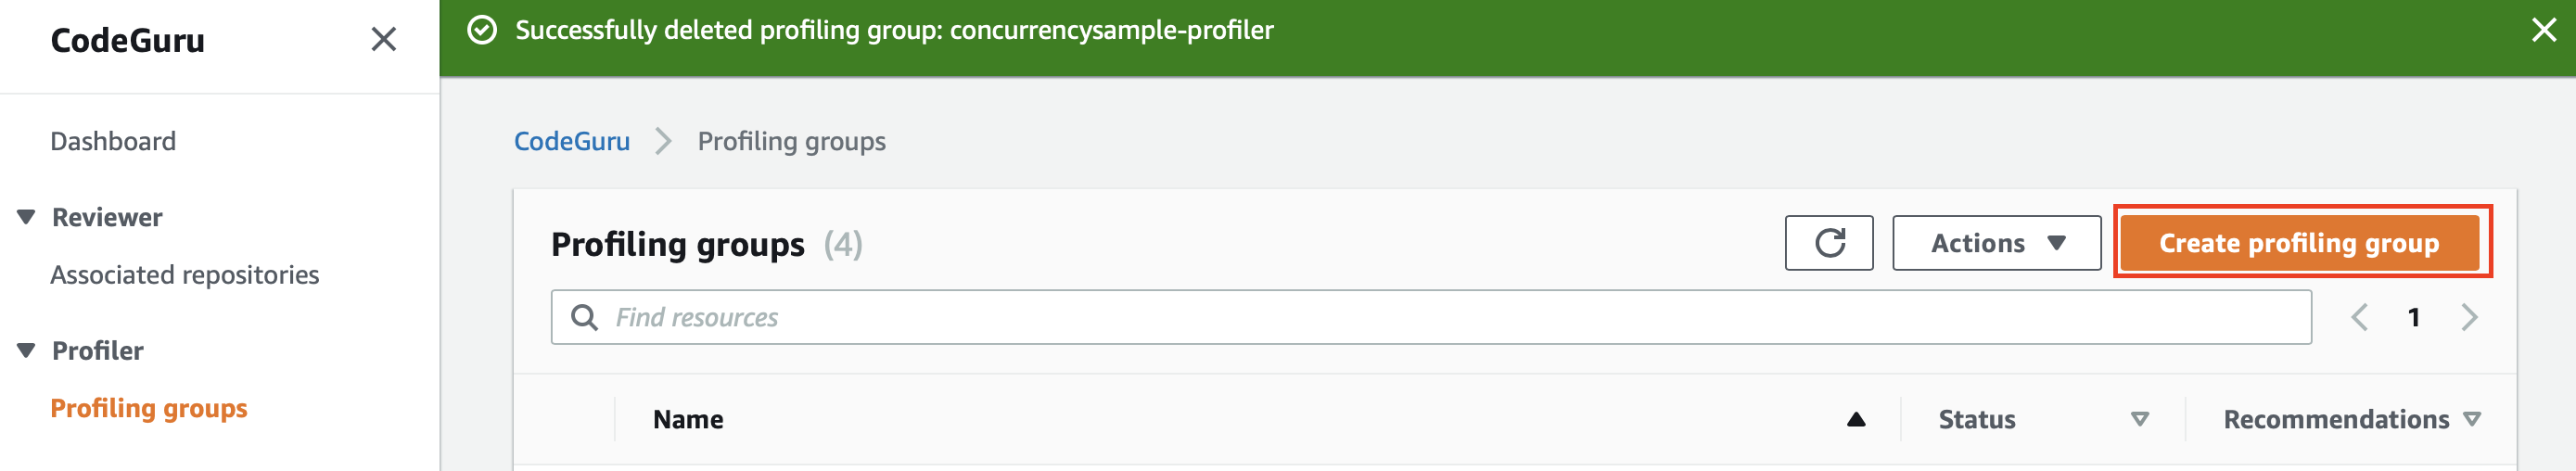 CodeGuru
Successfully deleted profiling group: concurrencysample-profiler
Dashboard
Reviewer
Associated repositories
Profiler
Profiling groups
CodeGuru
Profiling groups
Profiling groups (4)
Actions
Create profiling group
Find resources
1
Name
Status
Recommendations